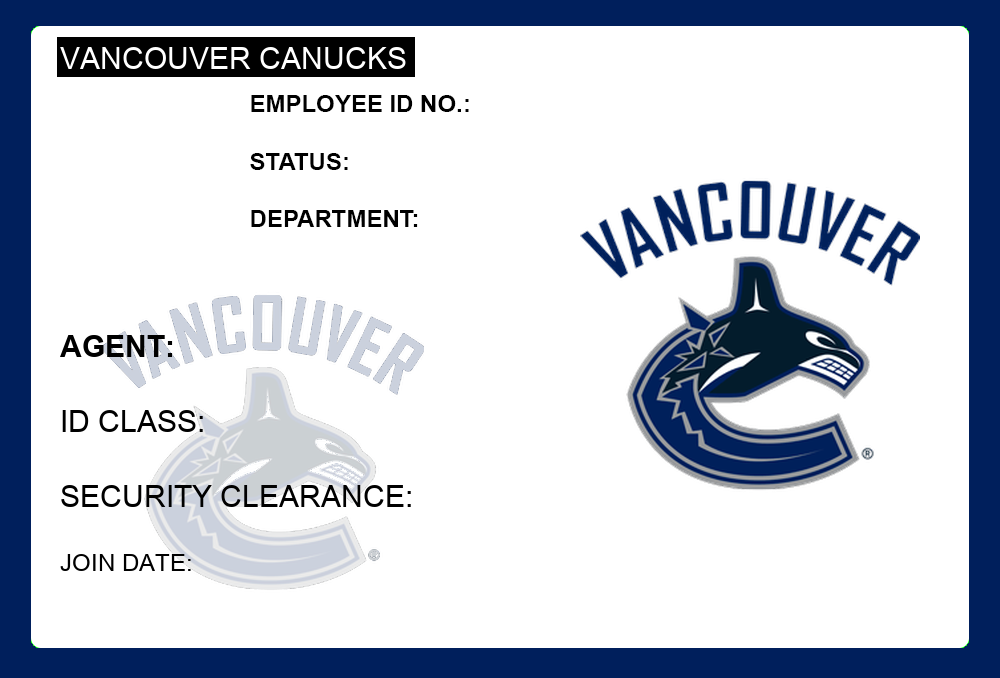 VANCOUVER CANUCKS
EMPLOYEE ID NO.:
STATUS:
DEPARTMENT:
VANCOUVER
®
VANCOUVER
AGENT:
ID CLASS:
SECURITY CLEARANCE:
JOIN DATE:
®